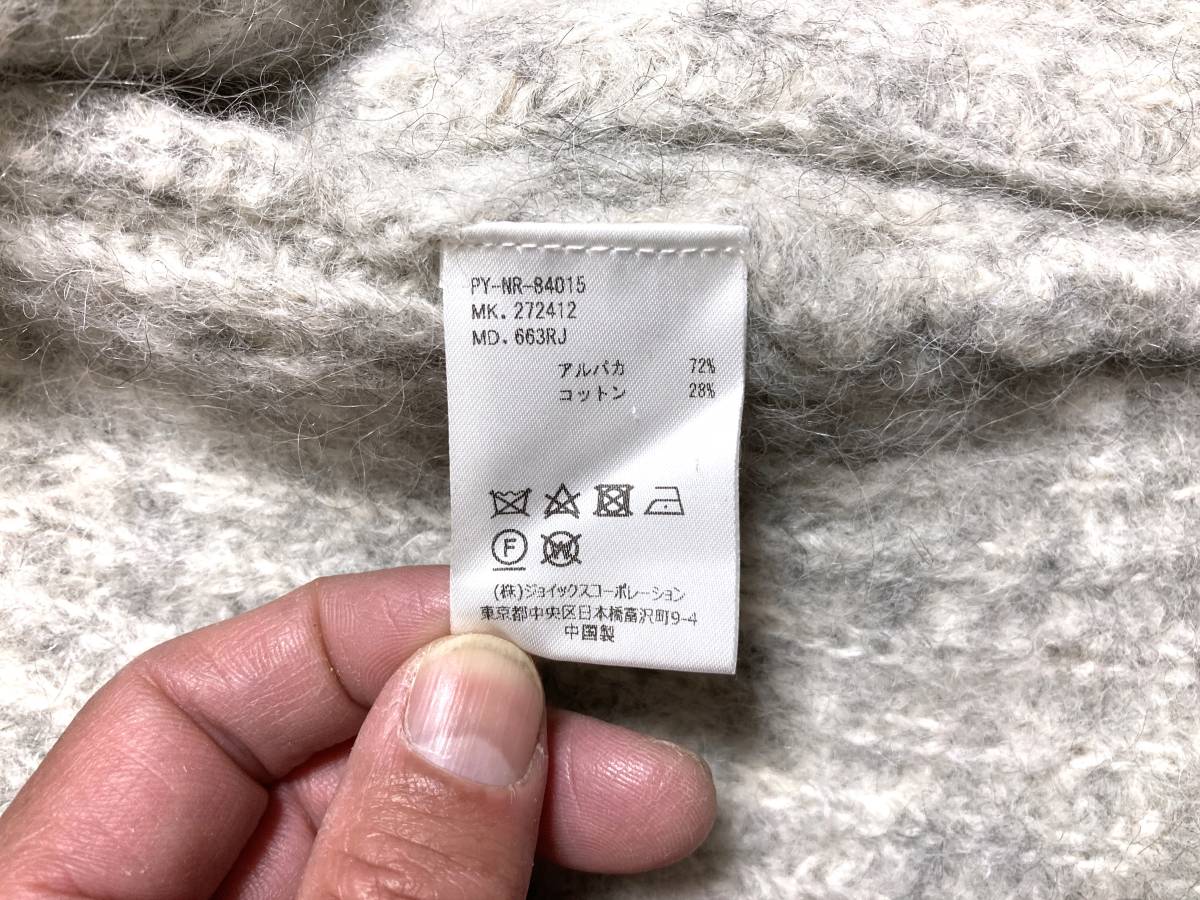 PY-NR-84015
MK. 272412
MD. 663RJ
アルパカ 72%
コットン 28%
F
W
(株)ジョイックスコーポレーション
東京都中央区日本橋富沢町9-4
中国製